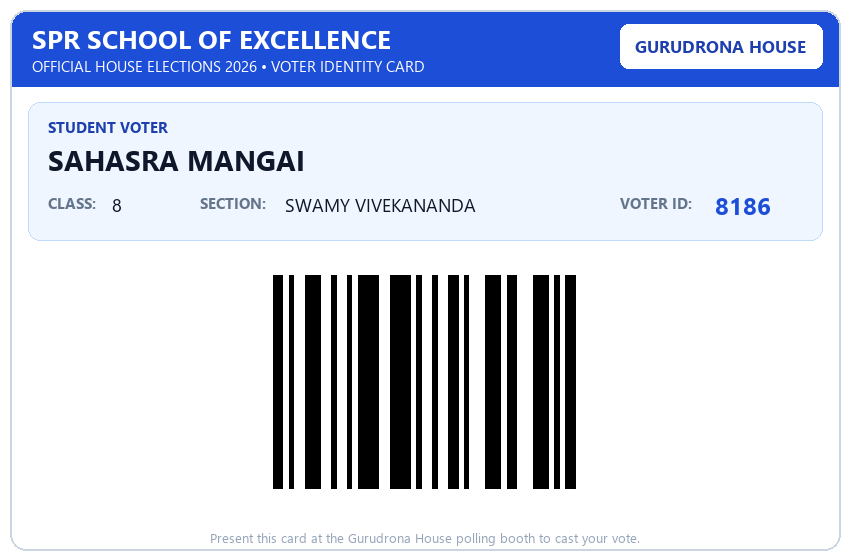 SPR SCHOOL OF EXCELLENCE
OFFICIAL HOUSE ELECTIONS 2026 • VOTER IDENTITY CARD
GURUDRONA HOUSE
STUDENT VOTER
SAHASRA MANGAI
CLASS: 8 SECTION: SWAMY VIVEKANANDA VOTER ID: 8186
Present this card at the Gurudrona House polling booth to cast your vote.